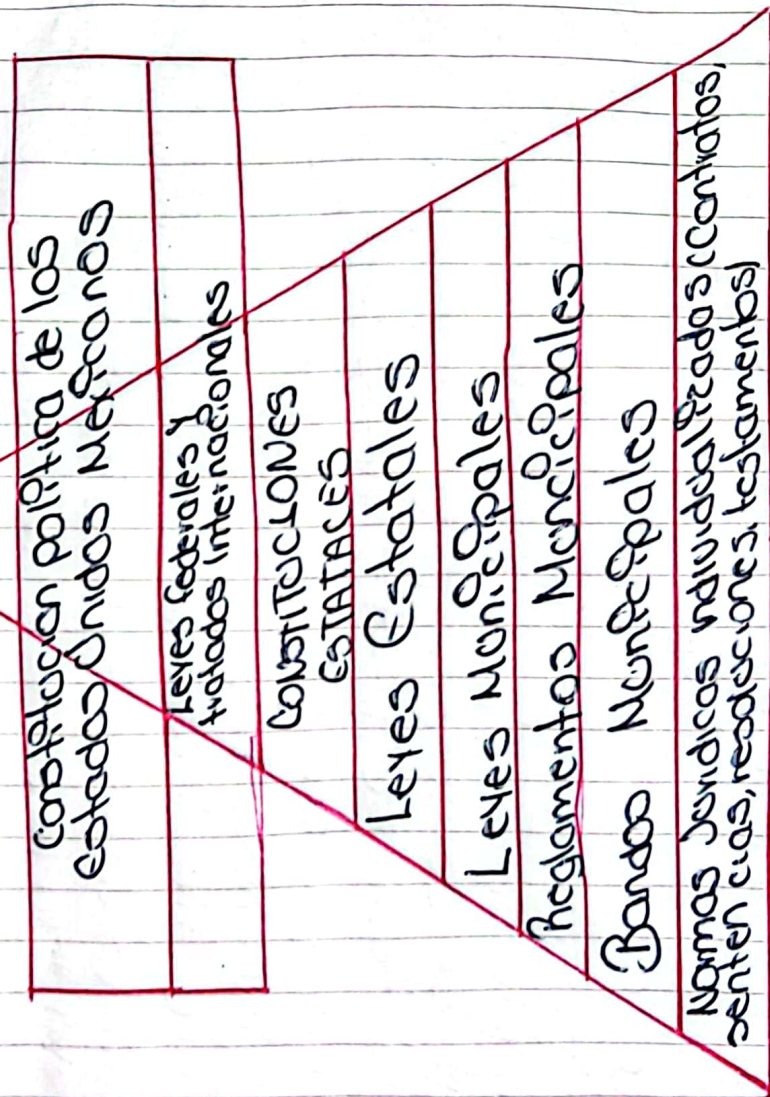 Constitución política de los
Estados Unidos Mexicanos
Leyes federales y
tratados Internacionales
CONSTITUCIONES
ESTATALES
Leyes Estatales
Leyes Municipales
Reglamentos Municipales
Bandos Municipales
Normas Jurídicas individualizadas (Contratos,
sentencias, resoluciones, testamentos)